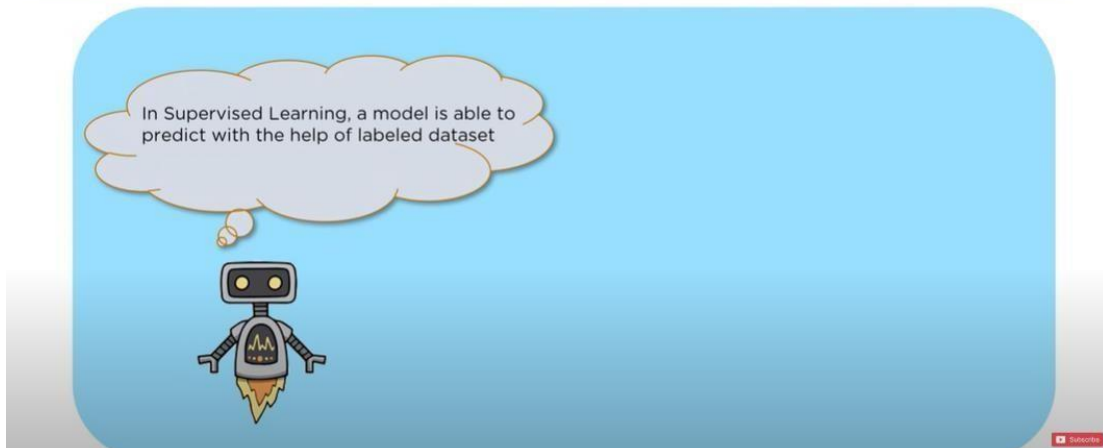 In Supervised Learning, a model is able to
predict with the help of labeled dataset
Subscribe